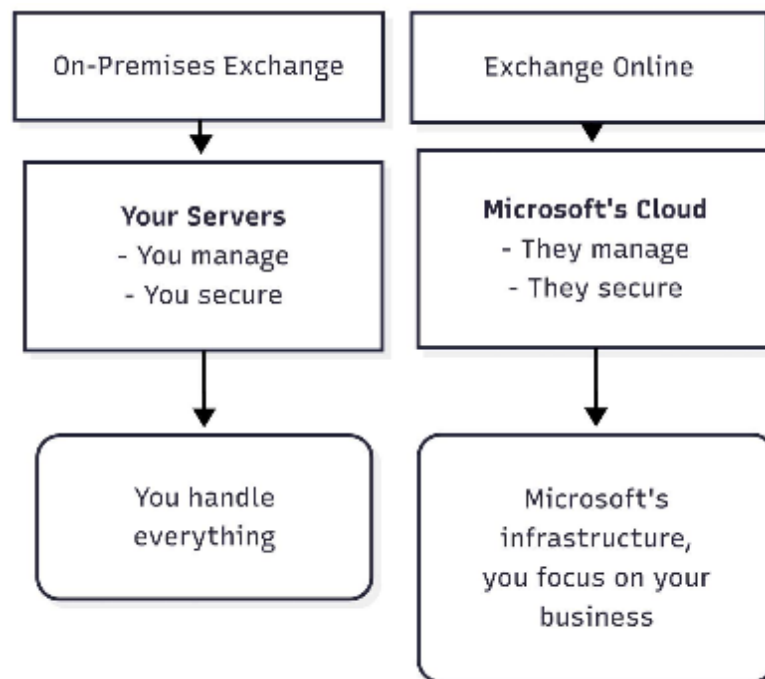 On-Premises Exchange
Your Servers
- You manage
- You secure
You handle
everything
Exchange Online
Microsoft's Cloud
- They manage
- They secure
Microsoft's
infrastructure,
you focus on your
business